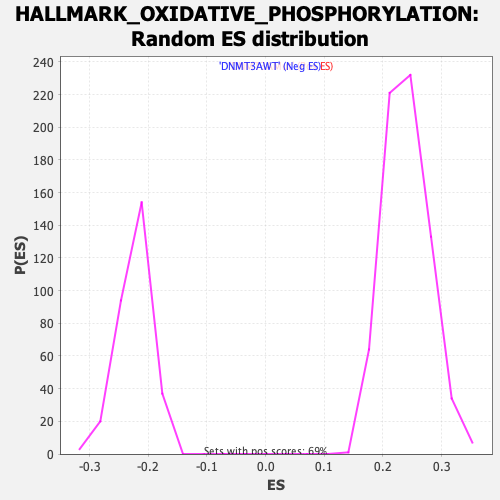 HALLMARK_OXIDATIVE_PHOSPHORYLATION:
Random ES distribution
'DNMT3AWT' (Neg ES)ES)
240
220
200
180
160
140
120
100
80
60
40
20
0
P(ES)
Sets with pos scores: 69%
-0.3 -0.2 -0.1 0.0 0.1 0.2 0.3
ES